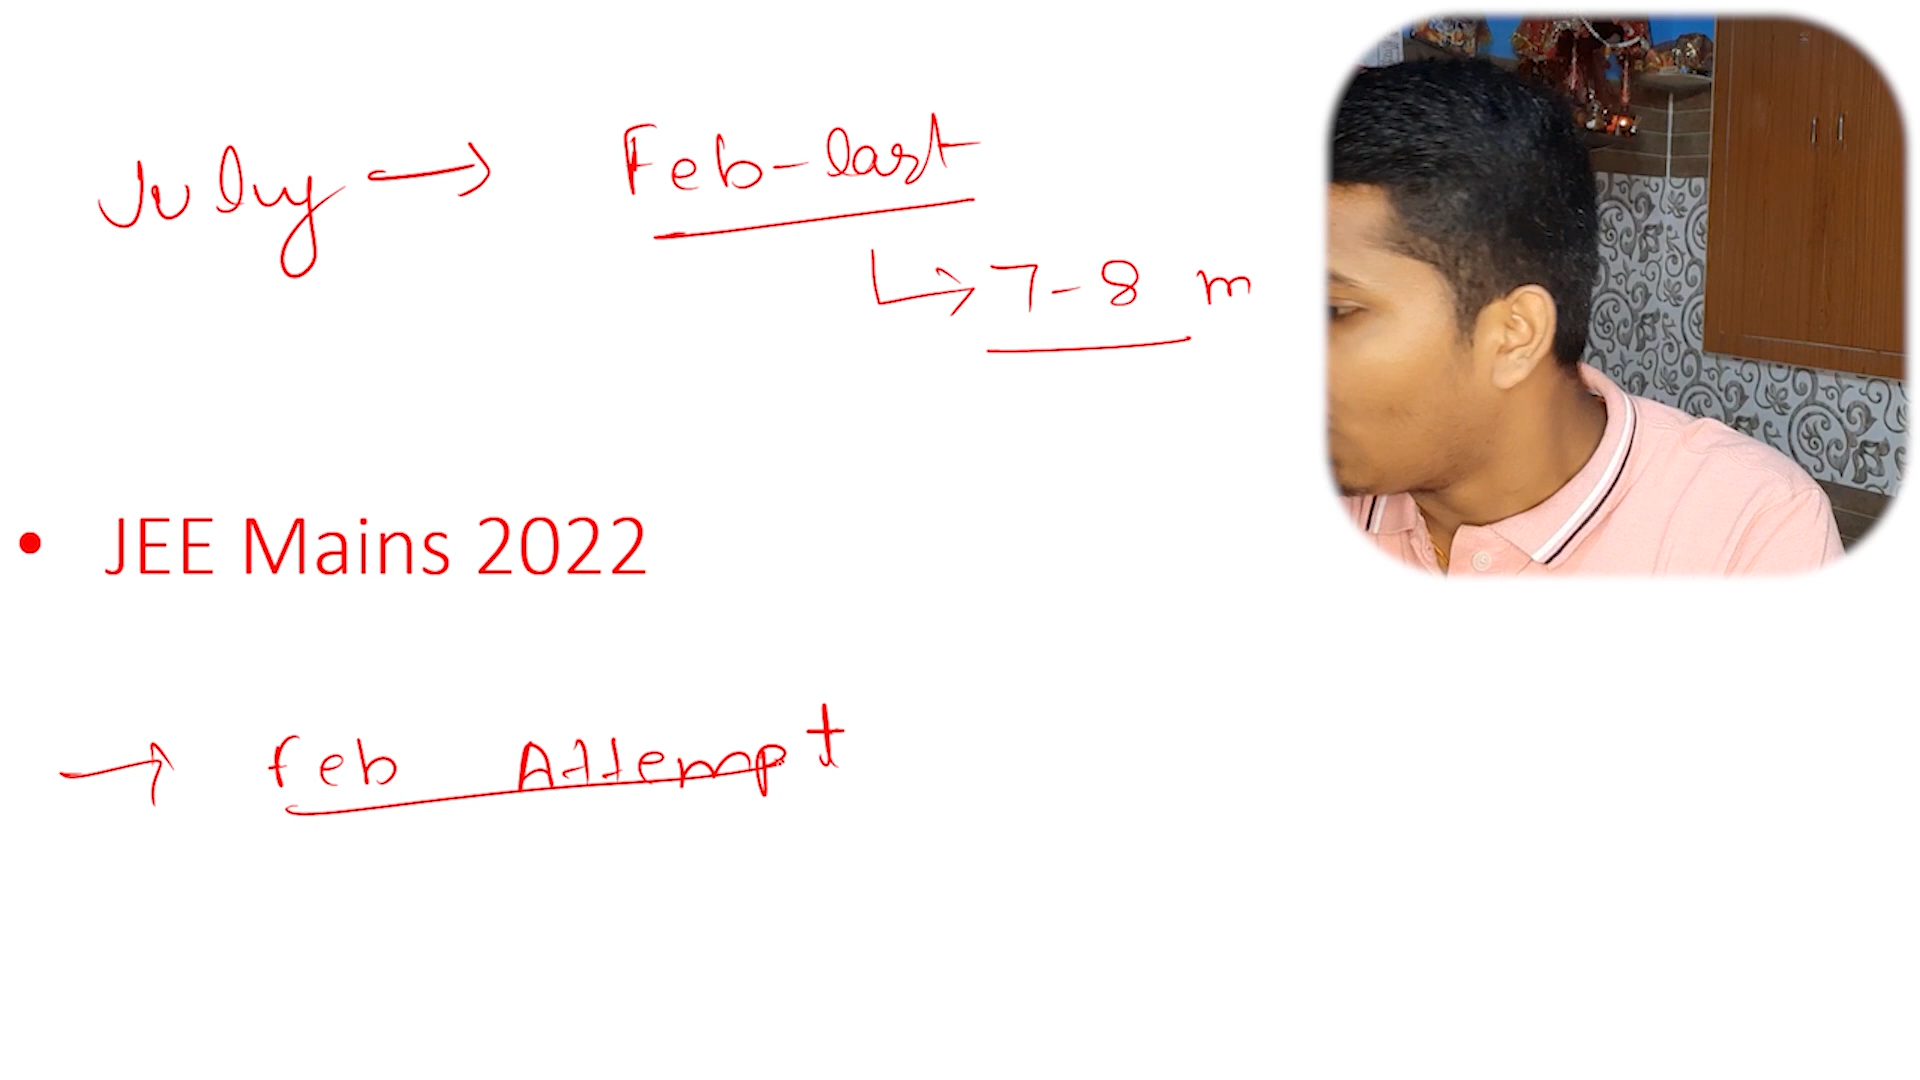 July → Feb-last
↳ 7-8 m
• JEE Mains 2022
→ feb Attempt